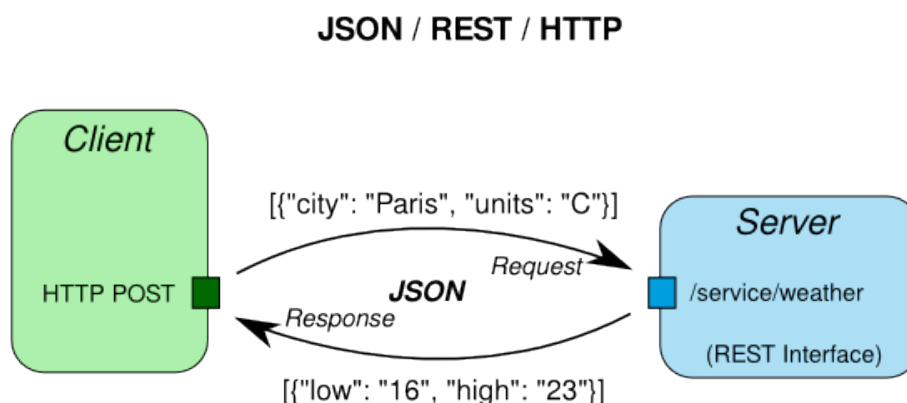 JSON / REST / HTTP
Client
Server
[{"city": "Paris", "units": "C"}]
Request
HTTP POST
JSON
/service/weather
Response
(REST Interface)
[{"low": "16", "high": "23"}]